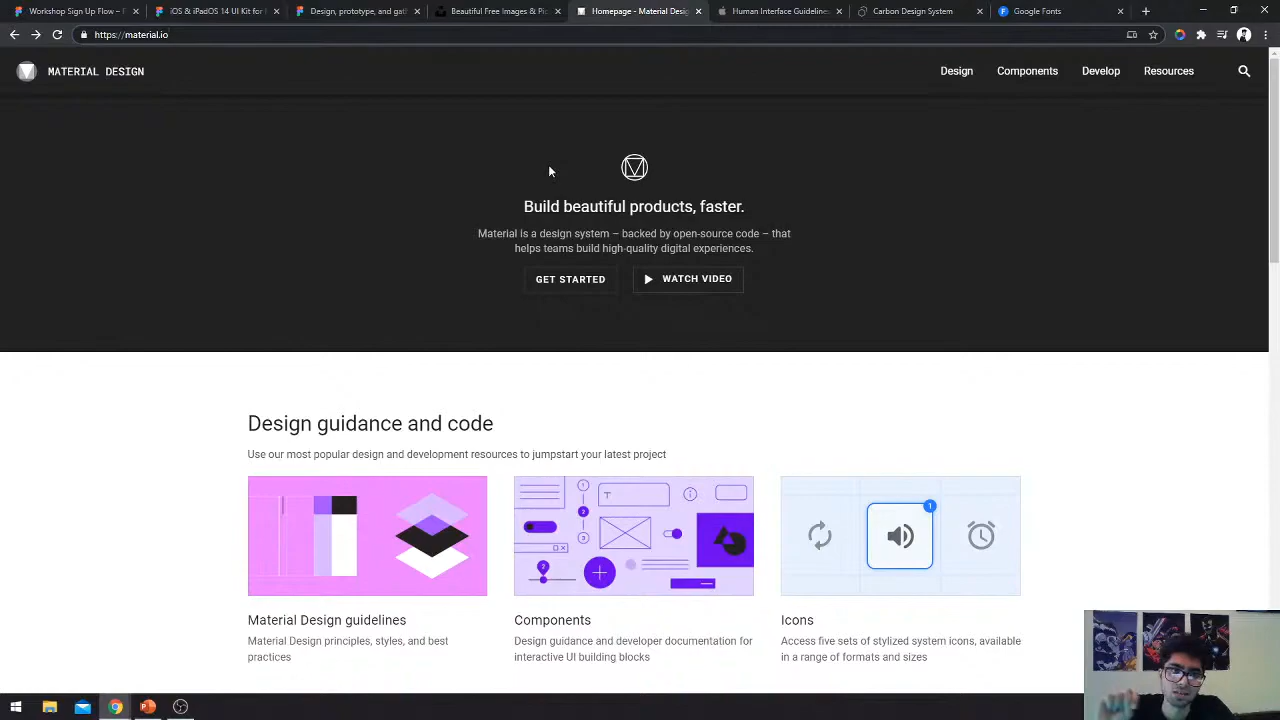 Workshop Sign Up Flow –
iOS & iPadOS 14 UI Kit for
Design, prototype, and gat
Beautiful Free Images & Pic
Homepage - Material Desig
Human Interface Guideline
Carbon Design System
Google Fonts
https://material.io
MATERIAL DESIGN
Design
Components
Develop
Resources
Build beautiful products, faster.
Material is a design system – backed by open-source code – that
helps teams build high-quality digital experiences.
GET STARTED
WATCH VIDEO
Design guidance and code
Use our most popular design and development resources to jumpstart your latest project
1
2
3
T
2
1
Material Design guidelines
Material Design principles, styles, and best
practices
Components
Design guidance and developer documentation for
interactive UI building blocks
Icons
Access five sets of stylized system icons, available
in a range of formats and sizes